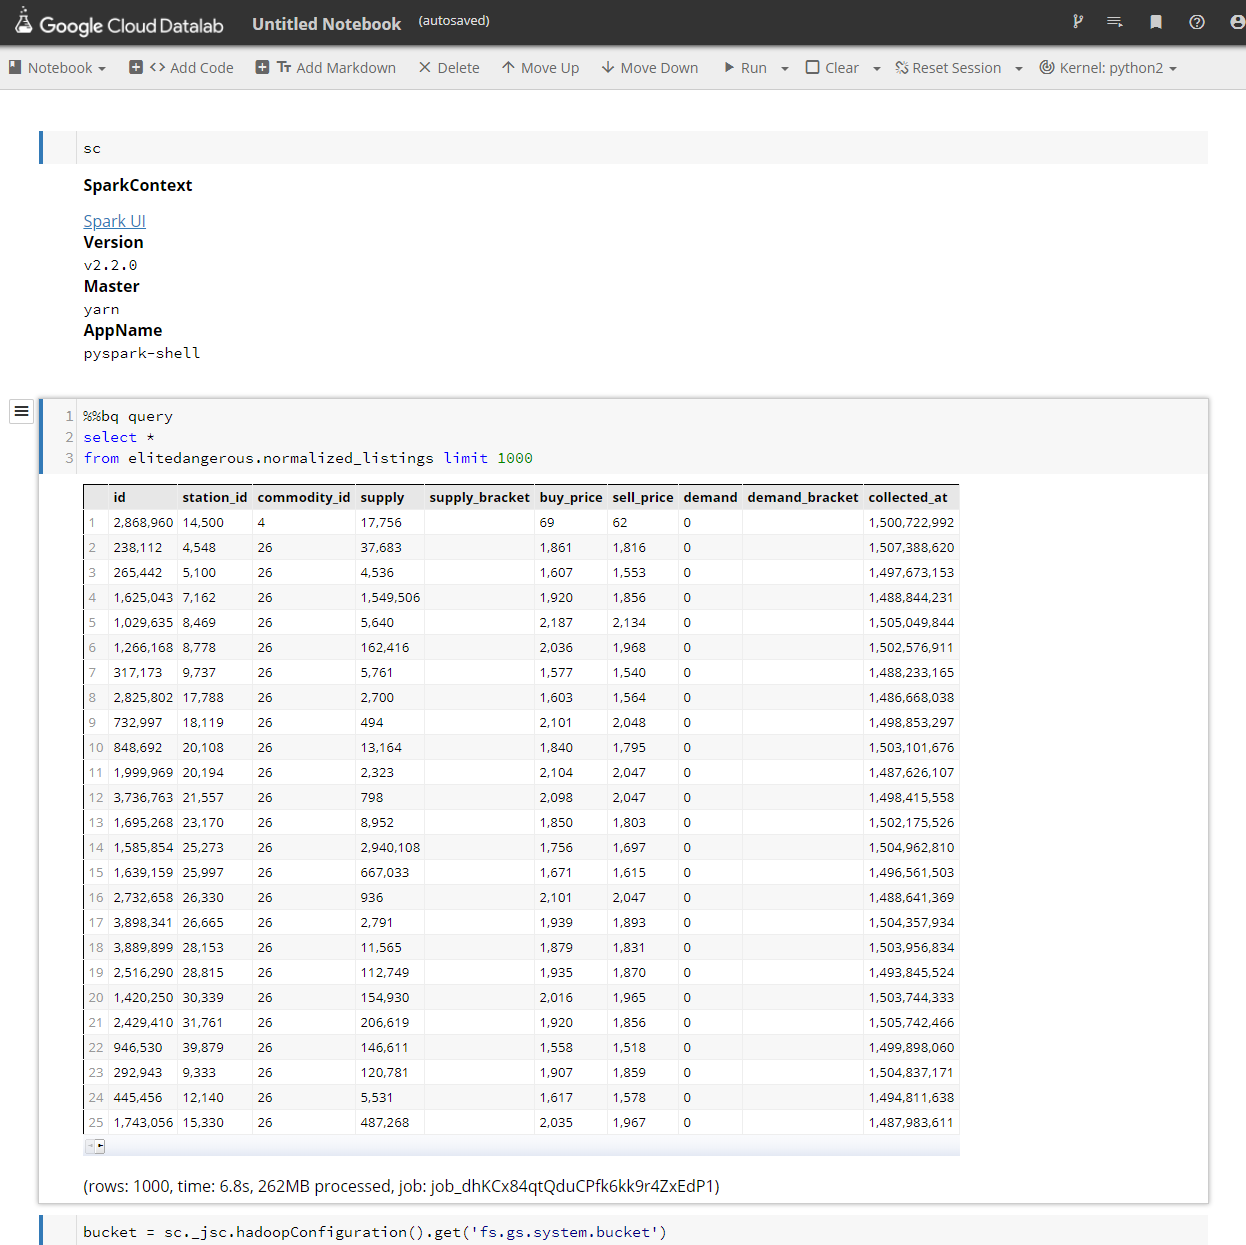 Google Cloud Datalab Untitled Notebook (autosaved)
Notebook <> Add Code Tт Add Markdown Delete Move Up Move Down Run Clear Reset Session Kernel: python2
sc
SparkContext
Spark UI
Version
v2.2.0
Master
yarn
AppName
pyspark-shell
1 %%bq query
2 select *
3 from elitedangerous.normalized_listings limit 1000
id station_id commodity_id supply supply_bracket buy_price sell_price demand demand_bracket collected_at
1 2,868,960 14,500 4 17,756 69 62 0 1,500,722,992
2 238,112 4,548 26 37,683 1,861 1,816 0 1,507,388,620
3 265,442 5,100 26 4,536 1,607 1,553 0 1,497,673,153
4 1,625,043 7,162 26 1,549,506 1,920 1,856 0 1,488,844,231
5 1,029,635 8,469 26 5,640 2,187 2,134 0 1,505,049,844
6 1,266,168 8,778 26 162,416 2,036 1,968 0 1,502,576,911
7 317,173 9,737 26 5,761 1,577 1,540 0 1,488,233,165
8 2,825,802 17,788 26 2,700 1,603 1,564 0 1,486,668,038
9 732,997 18,119 26 494 2,101 2,048 0 1,498,853,297
10 848,692 20,108 26 13,164 1,840 1,795 0 1,503,101,676
11 1,999,969 20,194 26 2,323 2,104 2,047 0 1,487,626,107
12 3,736,763 21,557 26 798 2,098 2,047 0 1,498,415,558
13 1,695,268 23,170 26 8,952 1,850 1,803 0 1,502,175,526
14 1,585,854 25,273 26 2,940,108 1,756 1,697 0 1,504,962,810
15 1,639,159 25,997 26 667,033 1,671 1,615 0 1,496,561,503
16 2,732,658 26,330 26 936 2,101 2,047 0 1,488,641,369
17 3,898,341 26,665 26 2,791 1,939 1,893 0 1,504,357,934
18 3,889,899 28,153 26 11,565 1,879 1,831 0 1,503,956,834
19 2,516,290 28,815 26 112,749 1,935 1,870 0 1,493,845,524
20 1,420,250 30,339 26 154,930 2,016 1,965 0 1,503,744,333
21 2,429,410 31,761 26 206,619 1,920 1,856 0 1,505,742,466
22 946,530 39,879 26 146,611 1,558 1,518 0 1,499,898,060
23 292,943 9,333 26 120,781 1,907 1,859 0 1,504,837,171
24 445,456 12,140 26 5,531 1,617 1,578 0 1,494,811,638
25 1,743,056 15,330 26 487,268 2,035 1,967 0 1,487,983,611
(rows: 1000, time: 6.8s, 262MB processed, job: job_dhKCx84qtQduCPfk6kk9r4ZxEdP1)
bucket = sc._jsc.hadoopConfiguration().get('fs.gs.system.bucket')